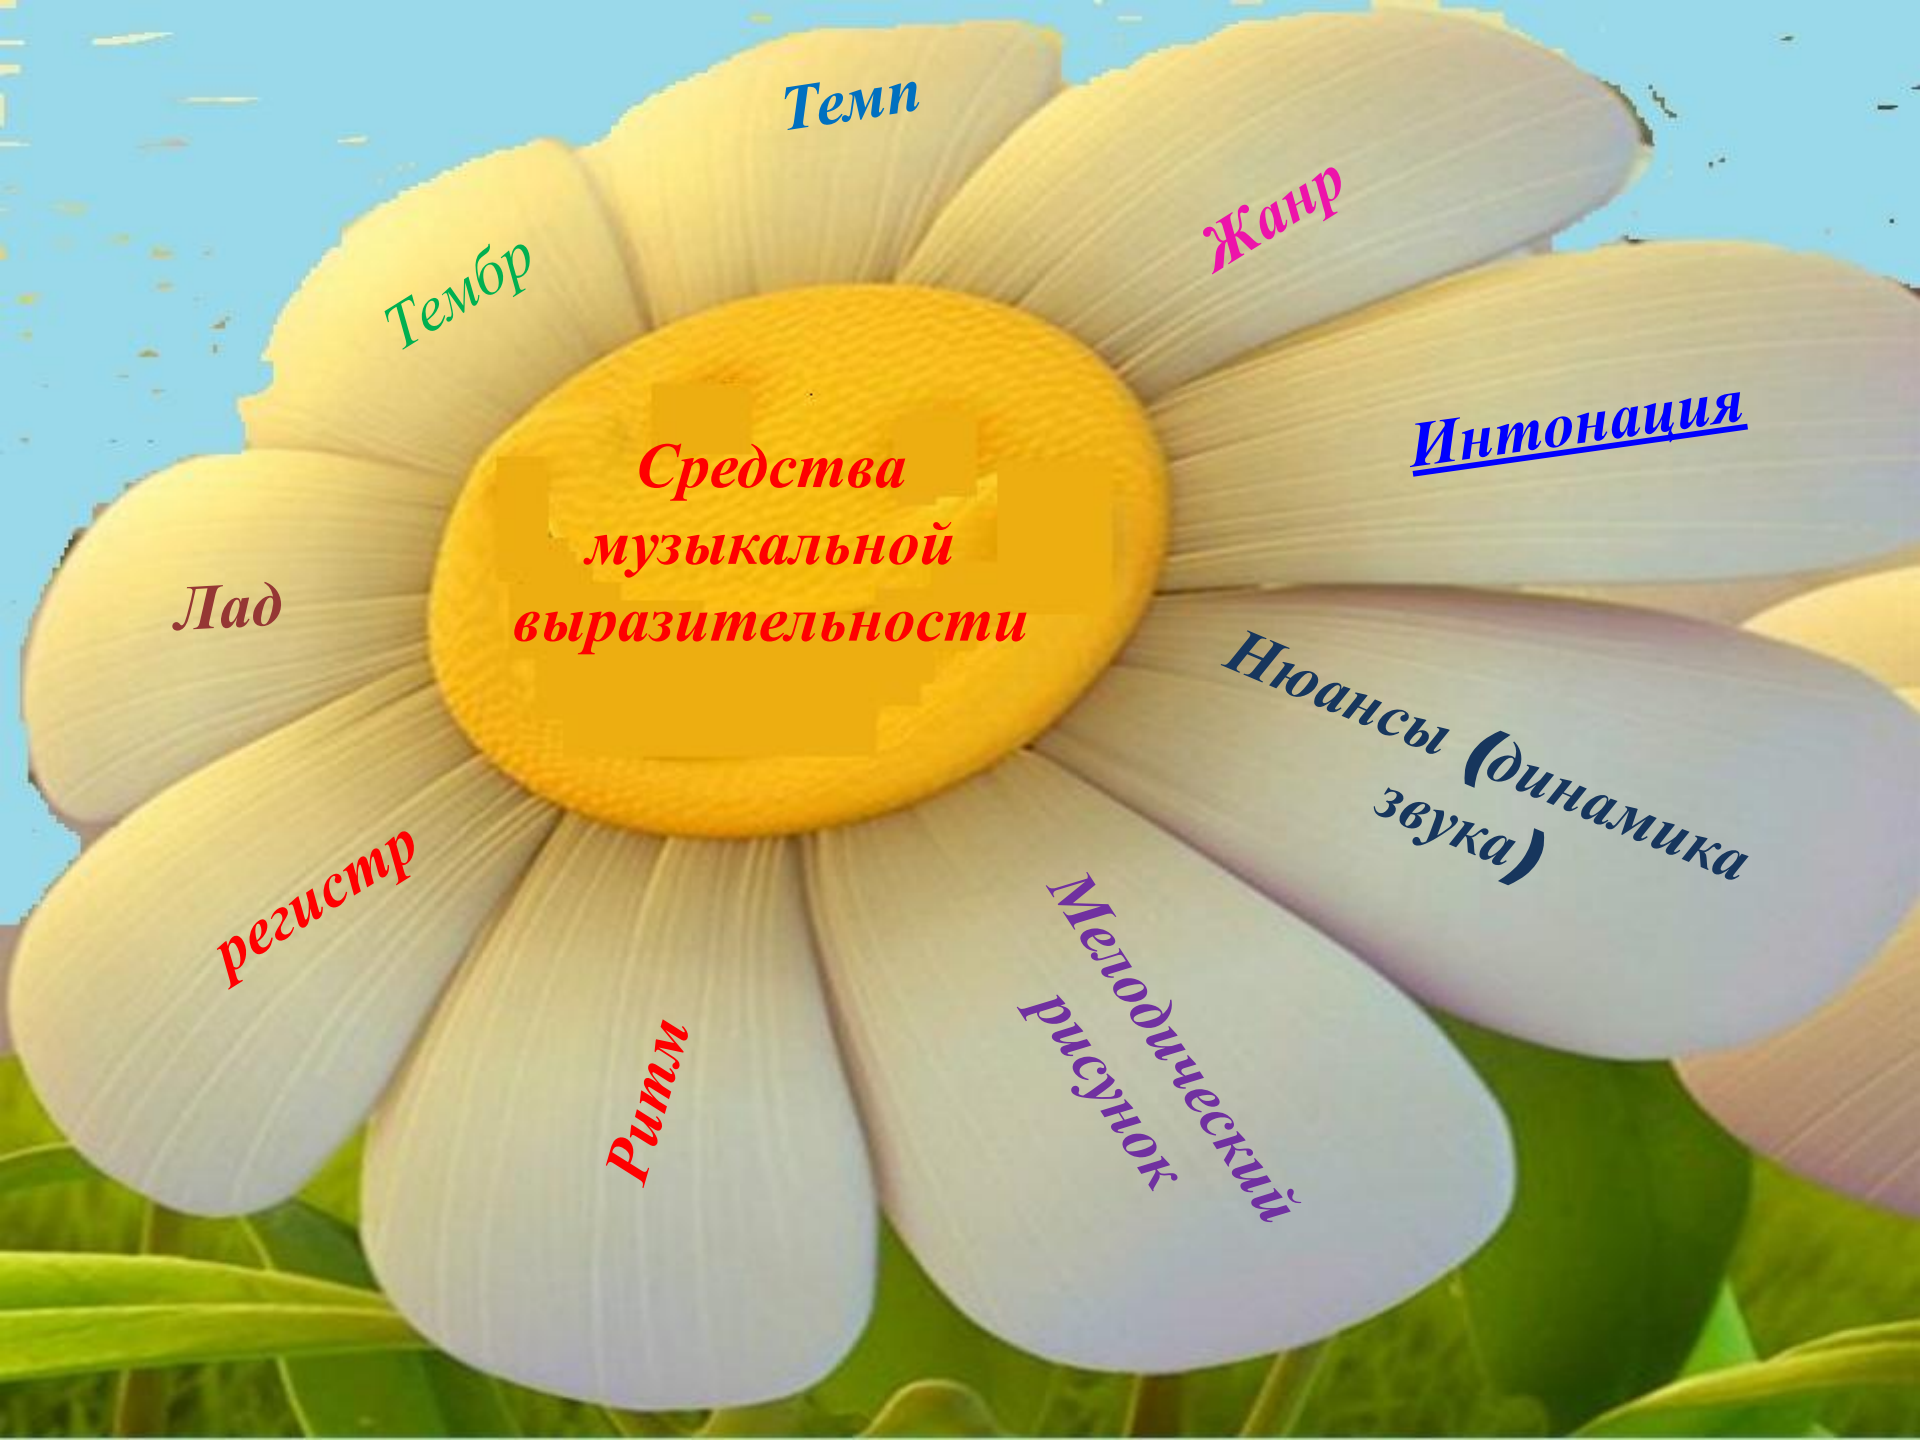 Темп
Жанр
Тембр
Интонация
Средства
музыкальной
выразительности
Лад
Нюансы (динамика
звука)
регистр
Мелодический
рисунок
Ритм